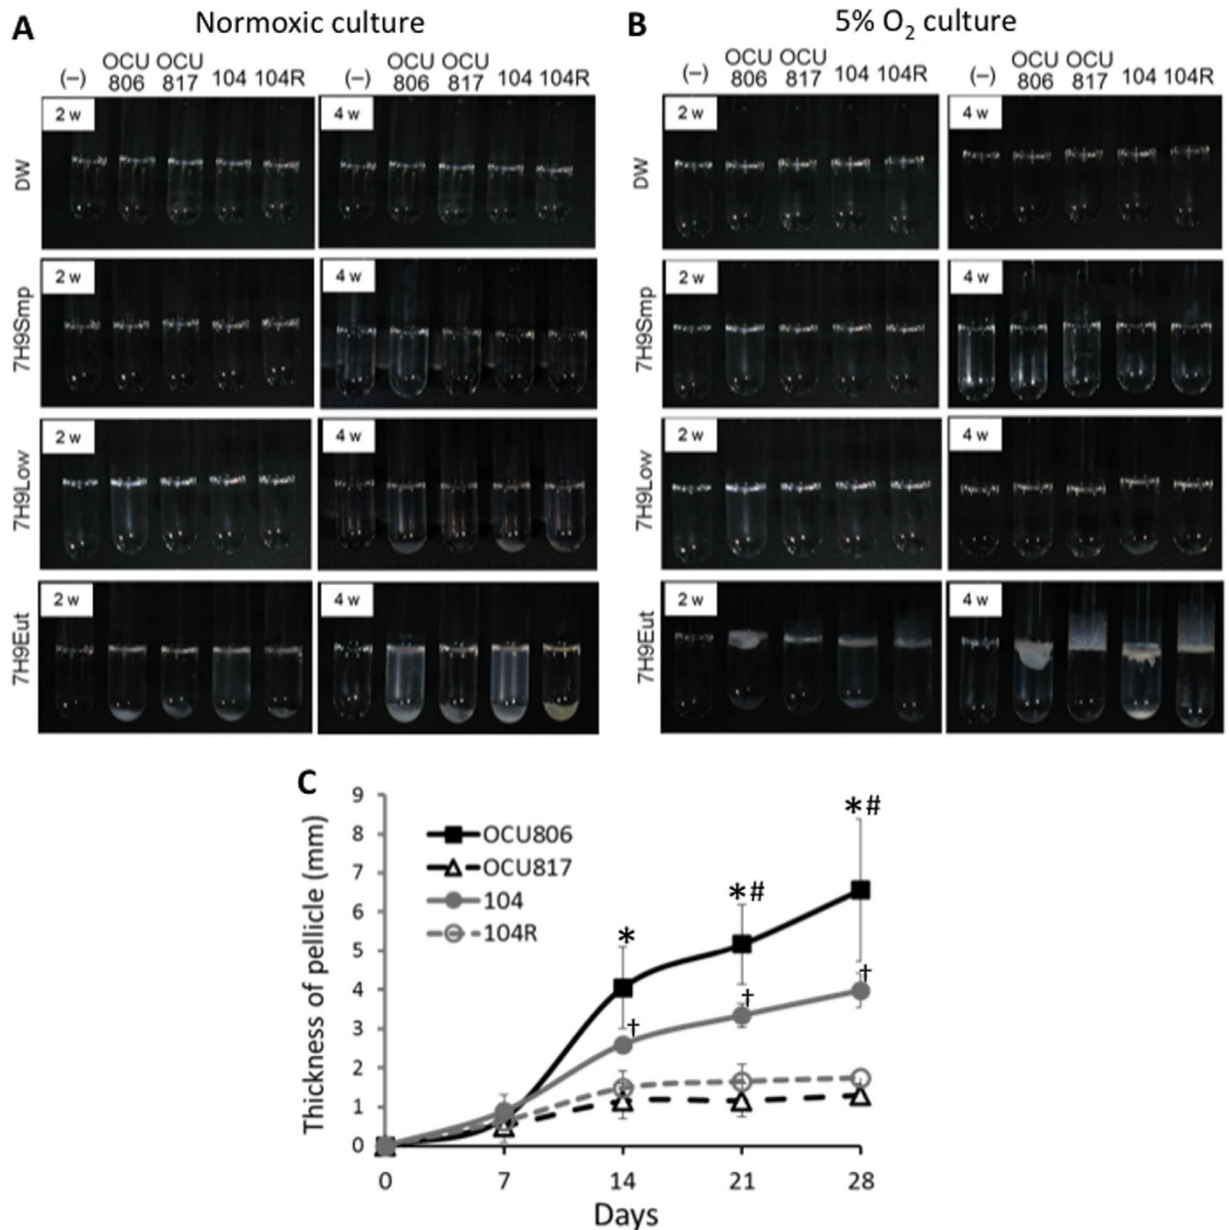 A Normoxic culture
(–) OCU 806 OCU 817 104 104R (–) OCU 806 OCU 817 104 104R
DW 2 w 4 w
7H9Smp 2 w 4 w
7H9Low 2 w 4 w
7H9Eut 2 w 4 w
B 5% O₂ culture
(–) OCU 806 OCU 817 104 104R (–) OCU 806 OCU 817 104 104R
DW 2 w 4 w
7H9Smp 2 w 4 w
7H9Low 2 w 4 w
7H9Eut 2 w 4 w
C
Thickness of pellicle (mm)
9
8
7
6
5
4
3
2
1
0
OCU806
OCU817
104
104R
*
*#
*#
†
†
†
0 7 14 21 28
Days